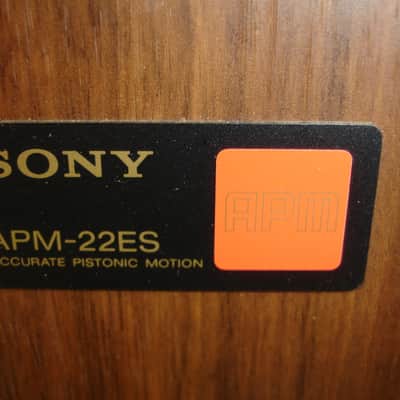 SONY
APM
APM-22ES
ACCURATE PISTONIC MOTION